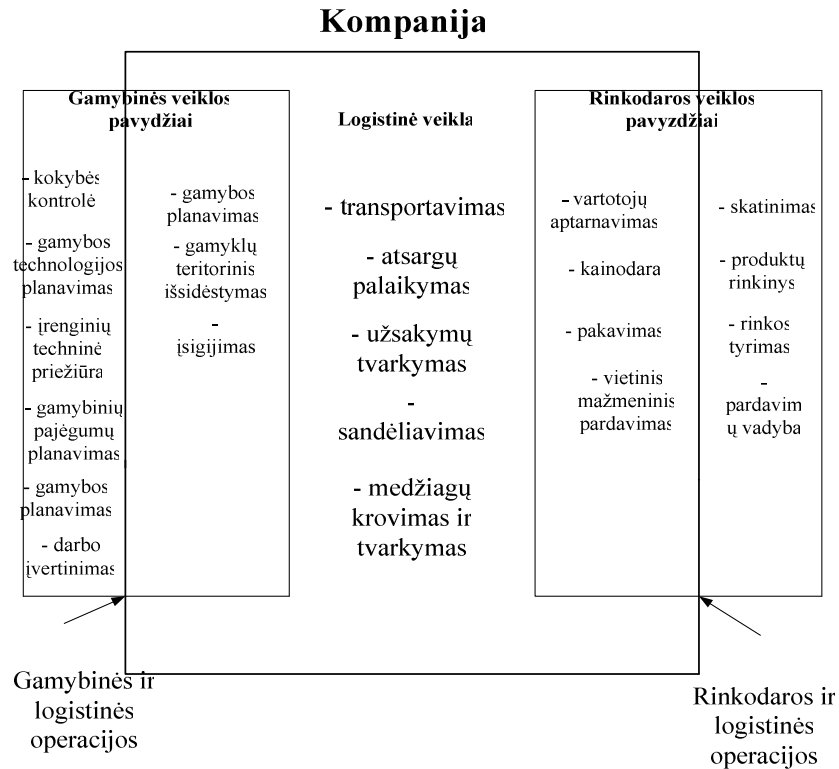 Kompanija
Gamybinės veiklos
pavydžiai
- kokybės
kontrolė
- gamybos
technologijos
planavimas
- įrenginių
techninė
priežiūra
- gamybinių
pajėgumų
planavimas
- gamybos
planavimas
- darbo
įvertinimas
- gamybos
planavimas
- gamyklų
teritorinis
išsidėstymas
-
įsigijimas
Logistinė veikla
- transportavimas
- atsargų
palaikymas
- užsakymų
tvarkymas
-
sandėliavimas
- medžiagų
krovimas ir
tvarkymas
Rinkodaros veiklos
pavyzdžiai
- vartotojų
aptarnavimas
- kainodara
- pakavimas
- vietinis
mažmeninis
pardavimas
- skatinimas
- produktų
rinkinys
- rinkos
tyrimas
-
pardavim
ų vadyba
Gamybinės ir
logistinės
operacijos
Rinkodaros ir
logistinės
operacijos